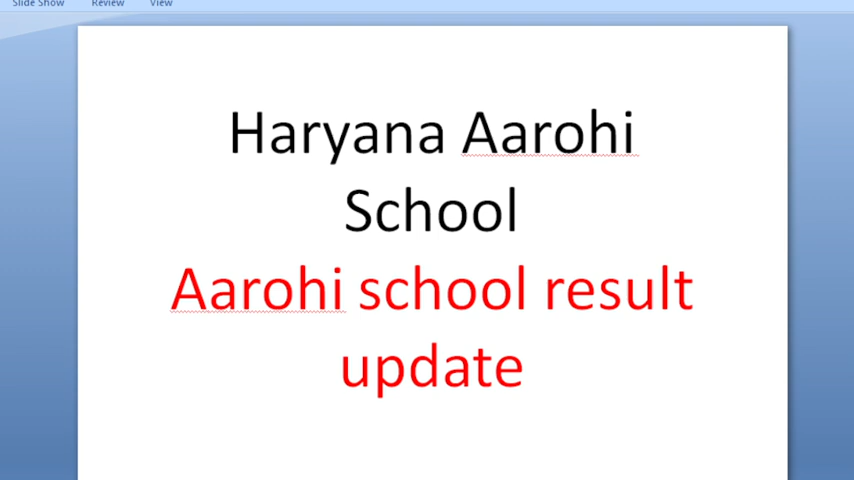 Slide Show Review View
Haryana Aarohi
School
Aarohi school result
update